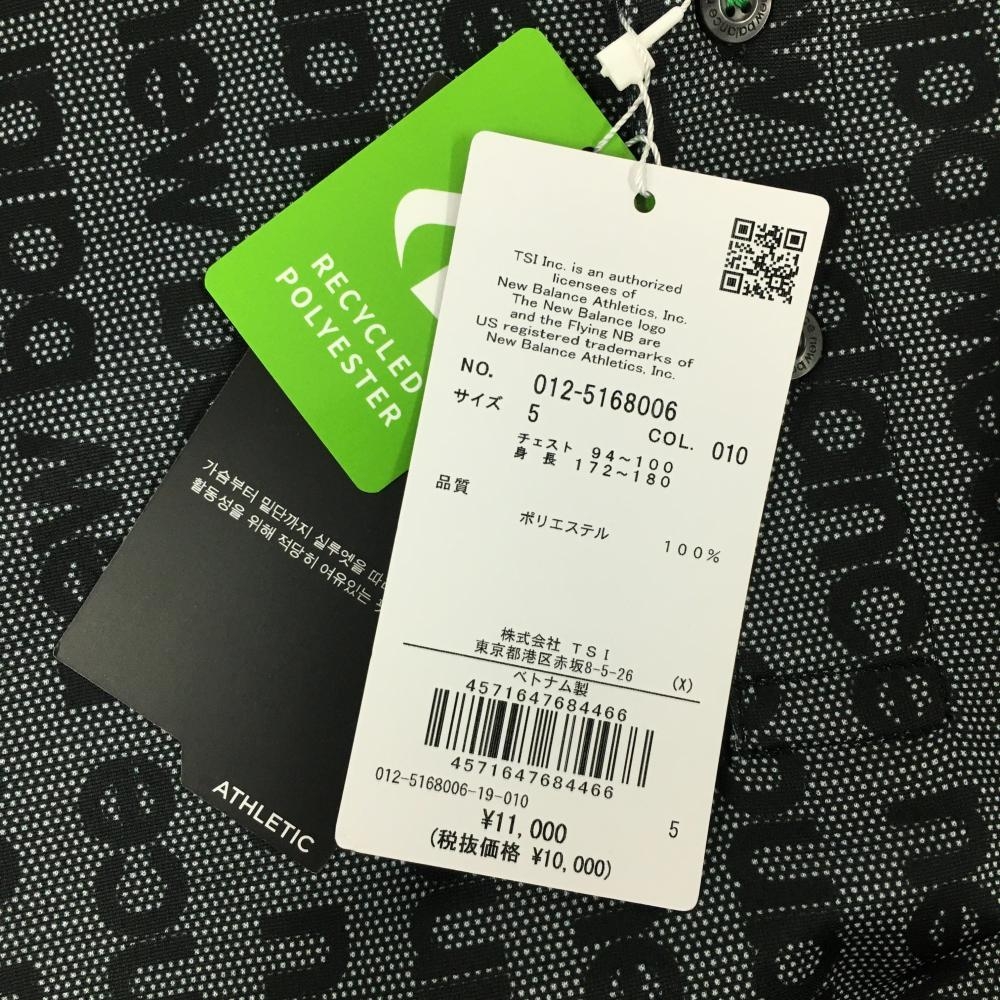 RECYCLED
POLYESTER
TSI Inc. is an authorized
licensees of
New Balance Athletics, Inc.
The New Balance logo
and the Flying NB are
US registered trademarks of
New Balance Athletics, Inc.
NO. 012-5168006
サイズ 5 COL. 010
チェスト 94~100
身長 172~180
品質
ポリエステル 100%
株式会社 TSI
東京都港区赤坂8-5-26 (X)
ベトナム製
4571647684466
4571647684466
012-5168006-19-010
¥11,000 5
(税抜価格 ¥10,000)
가슴부터 밑단까지 실루엣을
활동성을 위해 적당히 여유있는
ATHLETIC
new balance
new
new balance